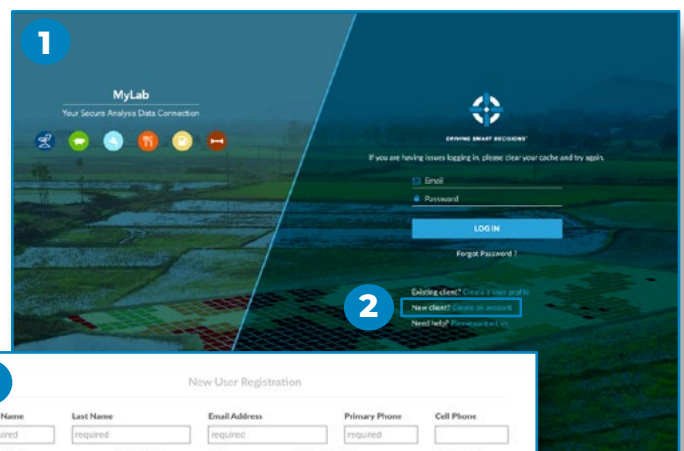 1
MyLab
Your Secure Analysis Data Connection
DRIVING SMART DECISIONS
If you are having issues logging in, please clear your cache and try again.
Email
Password
LOG IN
Forgot Password ?
2
Existing client? Create a user profile
New client? Create an account
Need help? Please contact us
New User Registration
Name
Last Name
Email Address
Primary Phone
Cell Phone
required
required
required